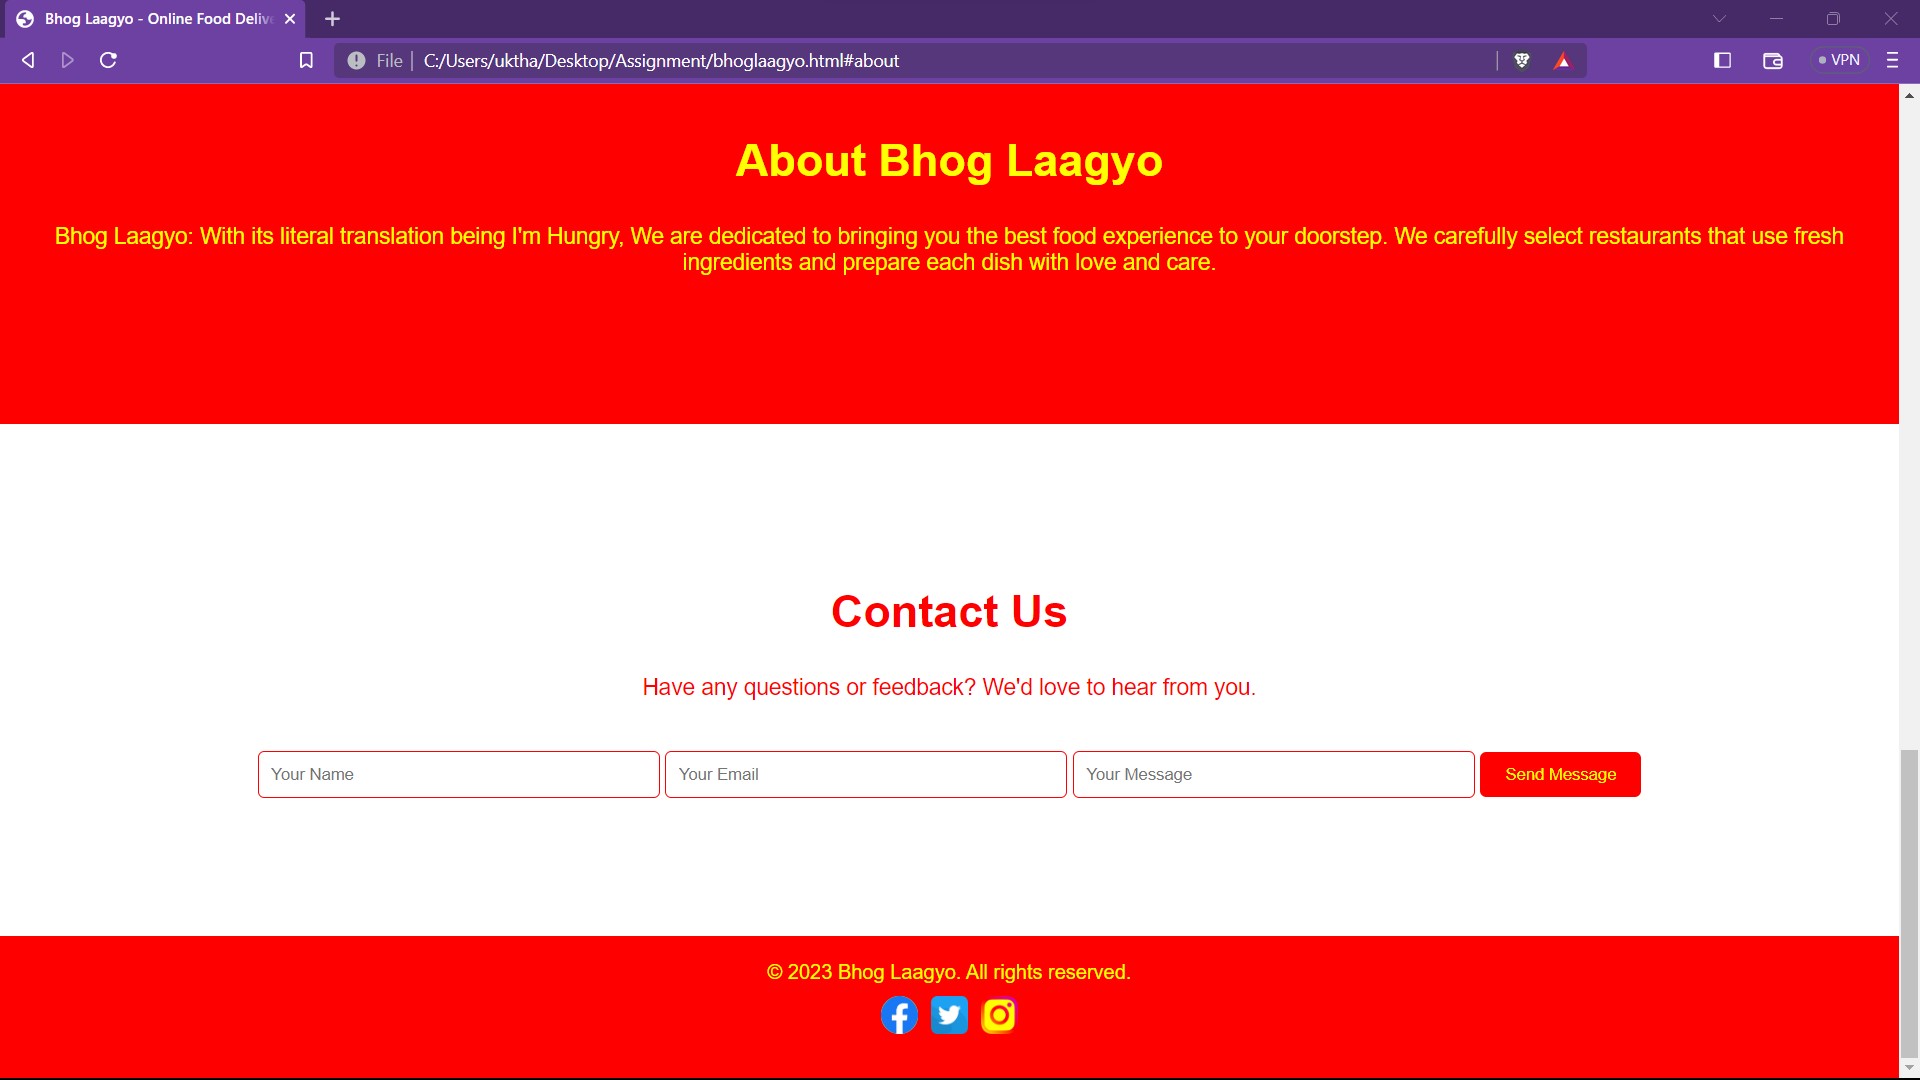 Bhog Laagyo - Online Food Delive
File
C:/Users/uktha/Desktop/Assignment/bhoglaagyo.html#about
VPN
About Bhog Laagyo
Bhog Laagyo: With its literal translation being I'm Hungry, We are dedicated to bringing you the best food experience to your doorstep. We carefully select restaurants that use fresh
ingredients and prepare each dish with love and care.
Contact Us
Have any questions or feedback? We'd love to hear from you.
Your Name
Your Email
Your Message
Send Message
© 2023 Bhog Laagyo. All rights reserved.